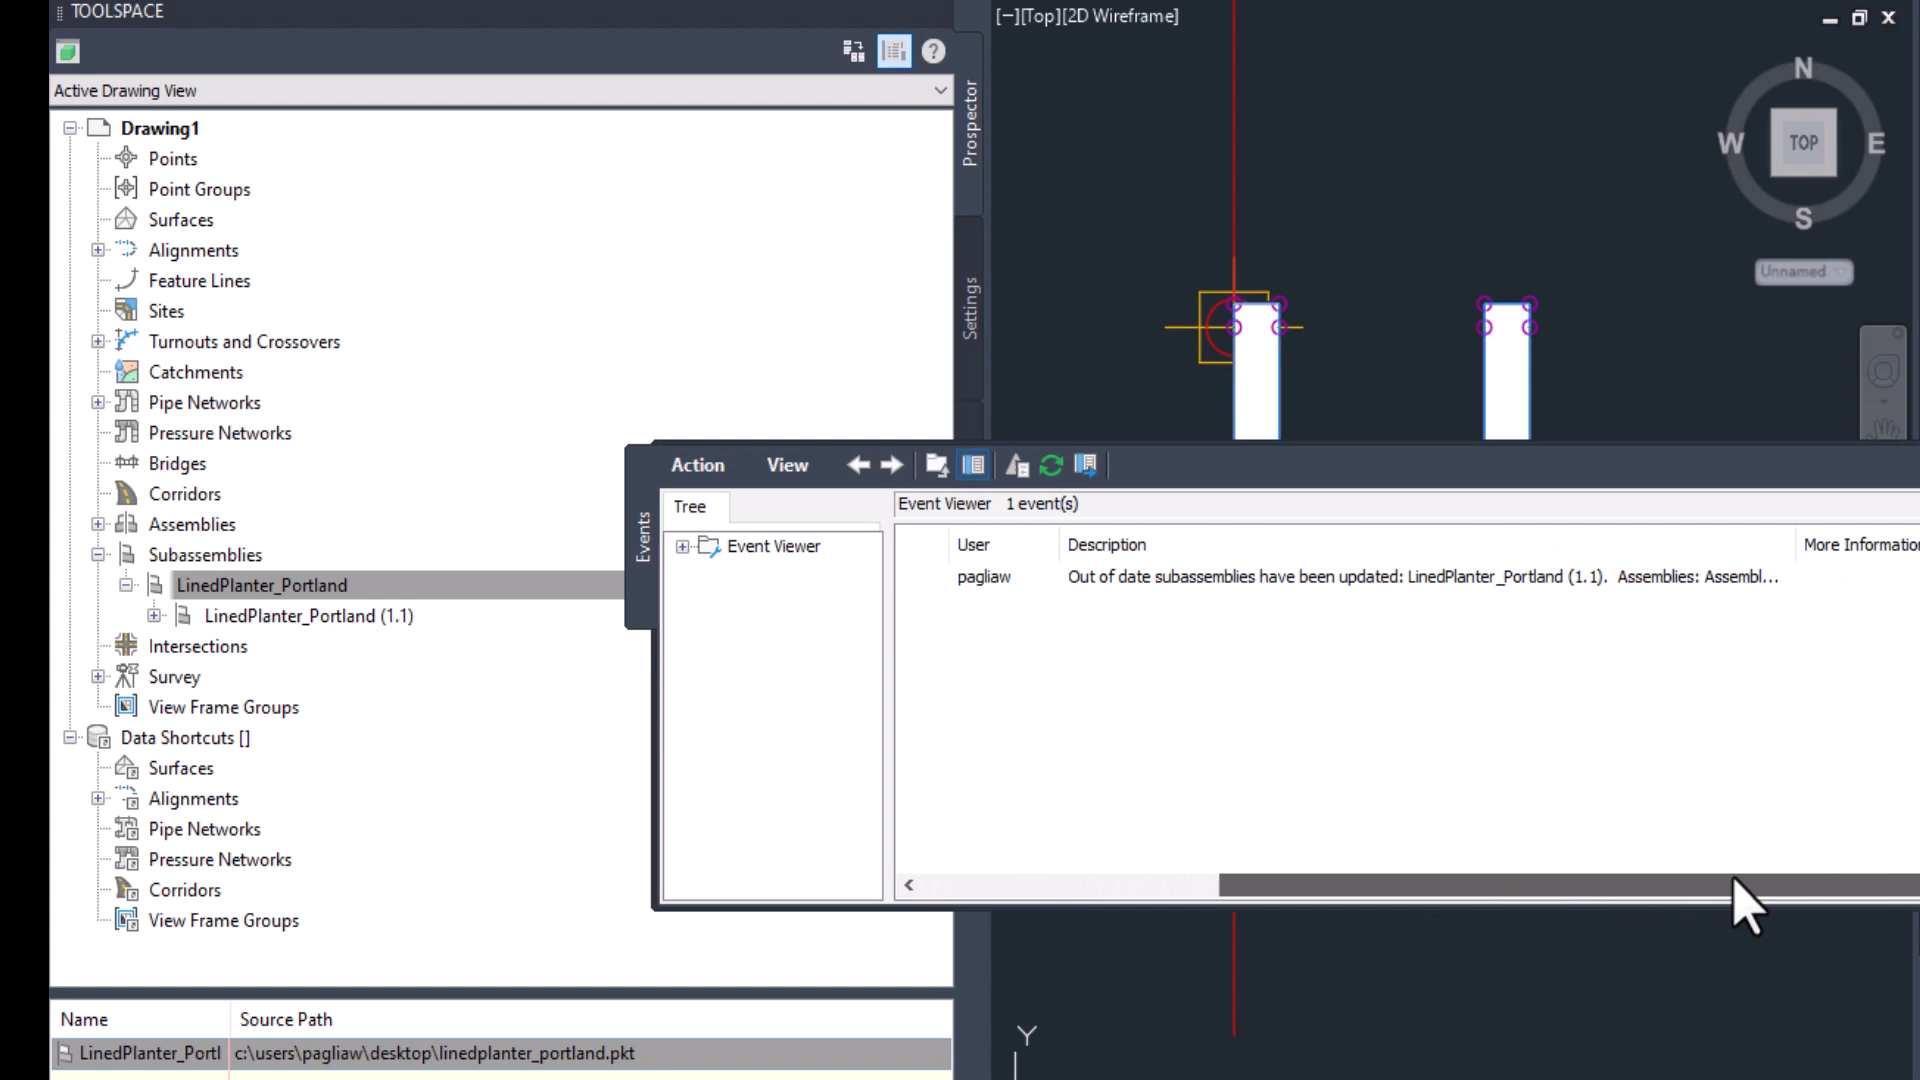 TOOLSPACE
Active Drawing View
Drawing1
Points
Point Groups
Surfaces
Alignments
Feature Lines
Sites
Turnouts and Crossovers
Catchments
Pipe Networks
Pressure Networks
Bridges
Corridors
Assemblies
Subassemblies
LinedPlanter_Portland
LinedPlanter_Portland (1.1)
Intersections
Survey
View Frame Groups
Data Shortcuts []
Surfaces
Alignments
Pipe Networks
Pressure Networks
Corridors
View Frame Groups
Name Source Path
LinedPlanter_Portl c:\users\pagliaw\desktop\linedplanter_portland.pkt
Prospector
Settings
[−][Top][2D Wireframe]
N
W TOP E
S
Unnamed
Events
Action View
Tree
Event Viewer
Event Viewer 1 event(s)
User Description More Information
pagliaw Out of date subassemblies have been updated: LinedPlanter_Portland (1.1). Assemblies: Assembl...
Y